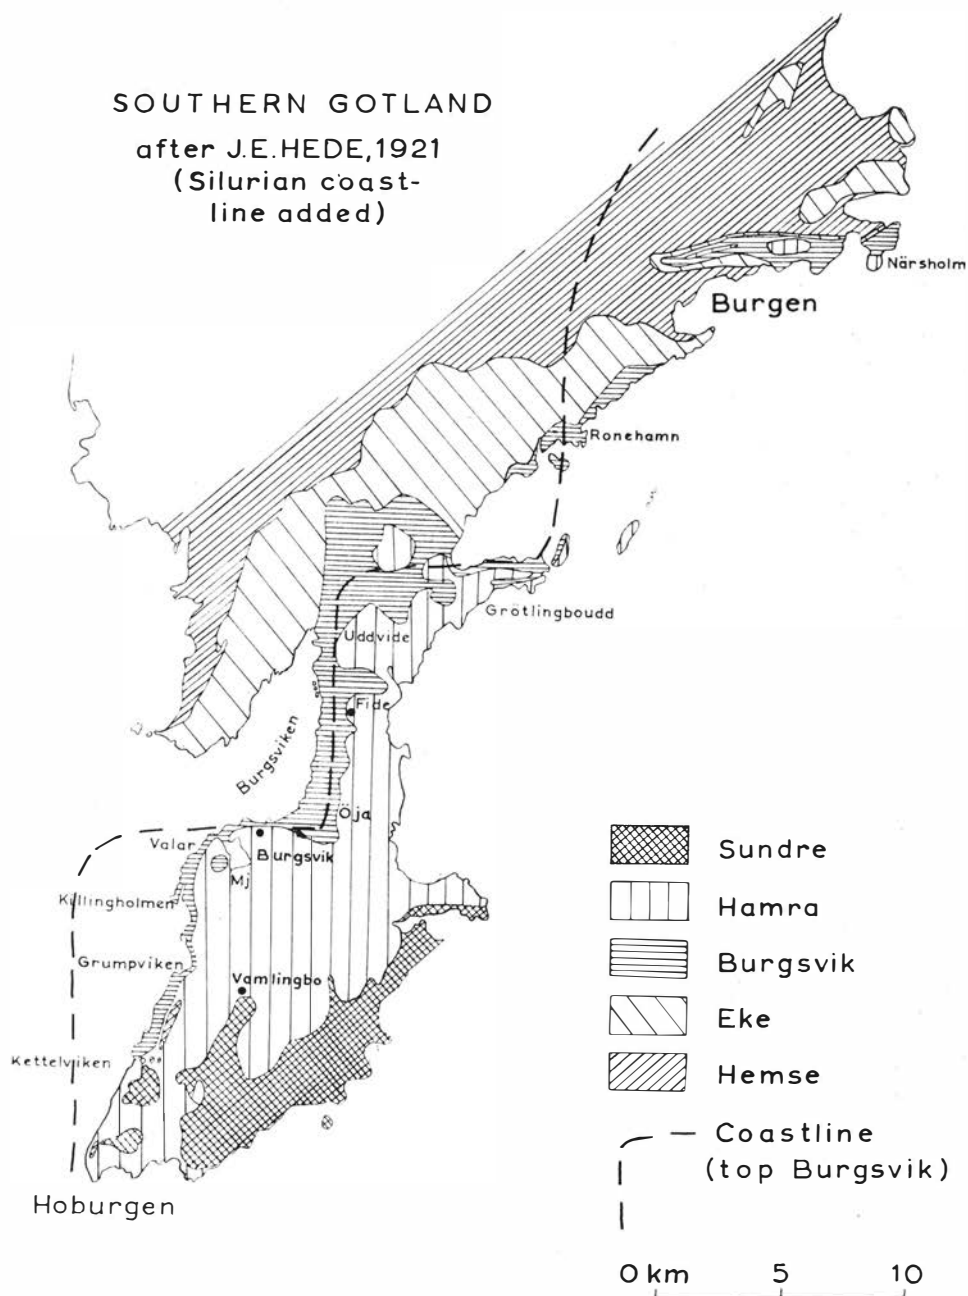 SOUTHERN GOTLAND
after J.E.HEDE,1921
(Silurian coast-
line added)
Närsholm
Burgen
Ronehamn
Grötlingboudd
Uddvide
Fide
Burgsviken
Öja
Valar
Burgsvik
Mj
Killingholmen
Grumpviken
Vamlingbo
Kettelviken
Hoburgen
Sundre
Hamra
Burgsvik
Eke
Hemse
Coastline
(top Burgsvik)
0 km 5 10